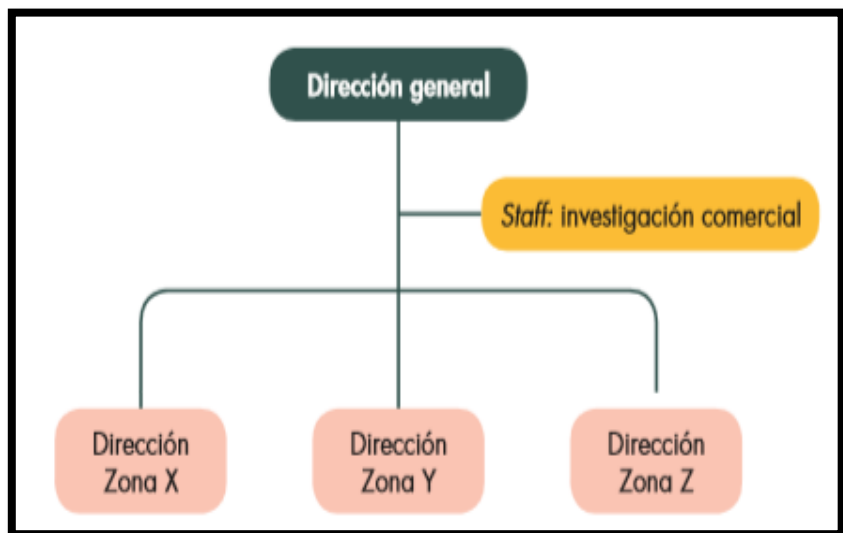 Dirección general
Staff: investigación comercial
Dirección
Zona X
Dirección
Zona Y
Dirección
Zona Z